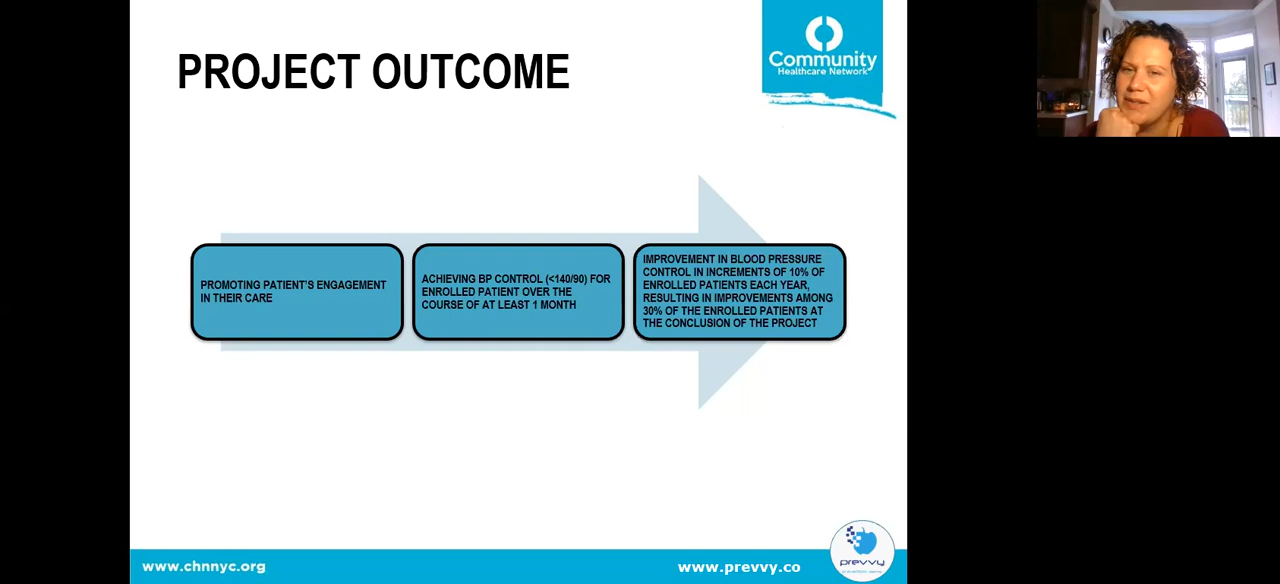 PROJECT OUTCOME
Community
Healthcare Network
PROMOTING PATIENT'S ENGAGEMENT
IN THEIR CARE
ACHIEVING BP CONTROL (<140/90) FOR
ENROLLED PATIENT OVER THE
COURSE OF AT LEAST 1 MONTH
IMPROVEMENT IN BLOOD PRESSURE
CONTROL IN INCREMENTS OF 10% OF
ENROLLED PATIENTS EACH YEAR,
RESULTING IN IMPROVEMENTS AMONG
30% OF THE ENROLLED PATIENTS AT
THE CONCLUSION OF THE PROJECT
www.chnnyc.org
www.prevvy.co
prevvy